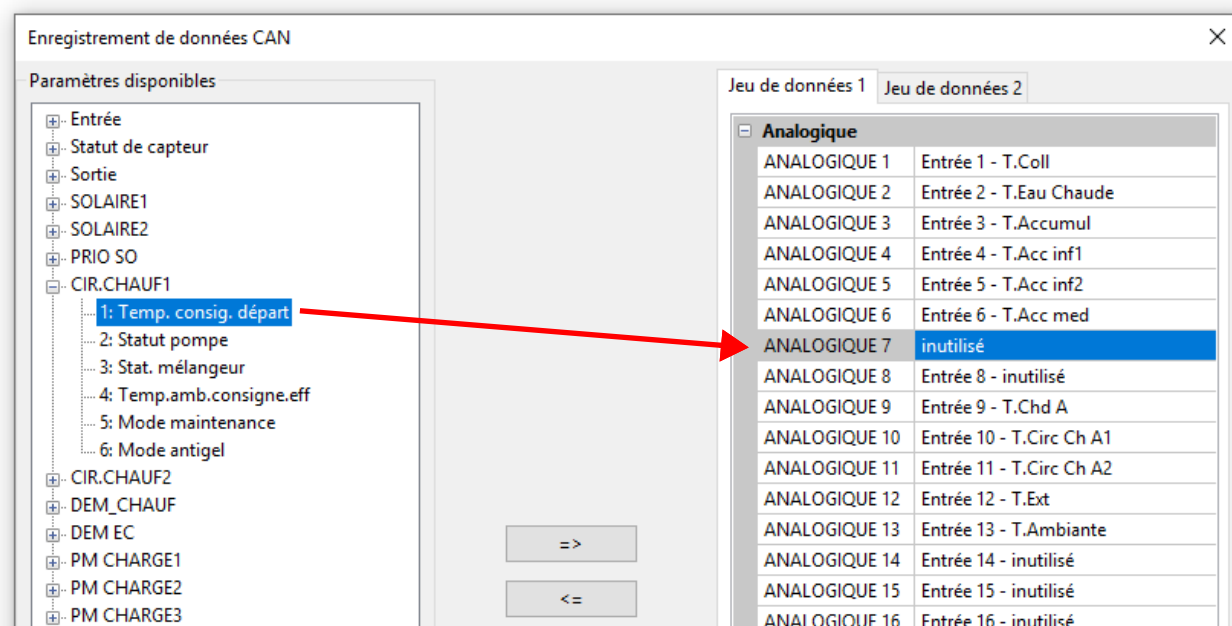 Enregistrement de données CAN
Paramètres disponibles
Entrée
Statut de capteur
Sortie
SOLAIRE1
SOLAIRE2
PRIO SO
CIR.CHAUF1
1: Temp. consig. départ
2: Statut pompe
3: Stat. mélangeur
4: Temp.amb.consigne.eff
5: Mode maintenance
6: Mode antigel
CIR.CHAUF2
DEM_CHAUF
DEM EC
PM CHARGE1
PM CHARGE2
PM CHARGE3
=>
<=
Jeu de données 1 Jeu de données 2
Analogique
ANALOGIQUE 1 Entrée 1 - T.Coll
ANALOGIQUE 2 Entrée 2 - T.Eau Chaude
ANALOGIQUE 3 Entrée 3 - T.Accumul
ANALOGIQUE 4 Entrée 4 - T.Acc inf1
ANALOGIQUE 5 Entrée 5 - T.Acc inf2
ANALOGIQUE 6 Entrée 6 - T.Acc med
ANALOGIQUE 7 inutilisé
ANALOGIQUE 8 Entrée 8 - inutilisé
ANALOGIQUE 9 Entrée 9 - T.Chd A
ANALOGIQUE 10 Entrée 10 - T.Circ Ch A1
ANALOGIQUE 11 Entrée 11 - T.Circ Ch A2
ANALOGIQUE 12 Entrée 12 - T.Ext
ANALOGIQUE 13 Entrée 13 - T.Ambiante
ANALOGIQUE 14 Entrée 14 - inutilisé
ANALOGIQUE 15 Entrée 15 - inutilisé
ANALOGIQUE 16 Entrée 16 - inutilisé